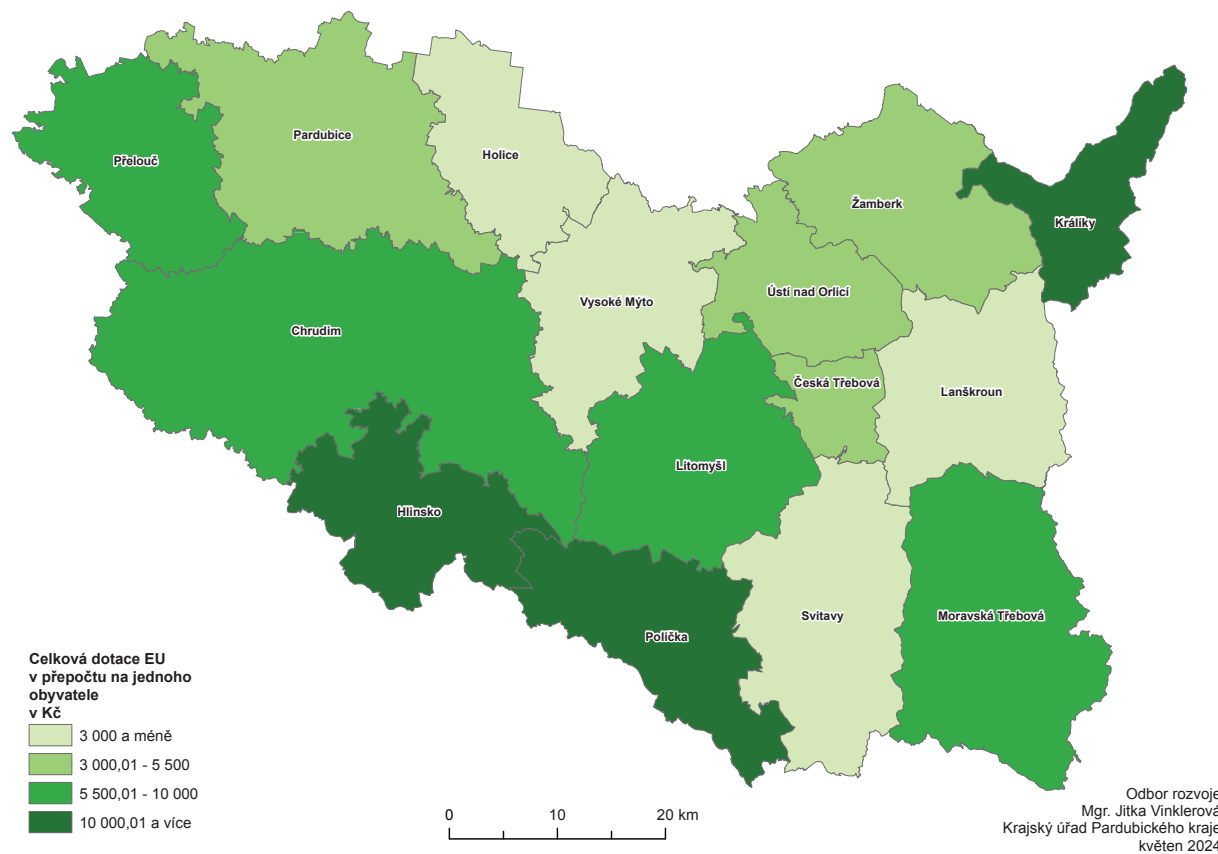 Pardubice
Holice
Přelouč
Žamberk
Králíky
Ústí nad Orlicí
Vysoké Mýto
Chrudim
Česká Třebová
Lanškroun
Litomyšl
Hlinsko
Svitavy
Moravská Třebová
Polička
Celková dotace EU
v přepočtu na jednoho
obyvatele
v Kč
3 000 a méně
3 000,01 - 5 500
5 500,01 - 10 000
10 000,01 a více
0 10 20 km
Odbor rozvoje
Mgr. Jitka Vinklerová
Krajský úřad Pardubického kraje
květen 2024